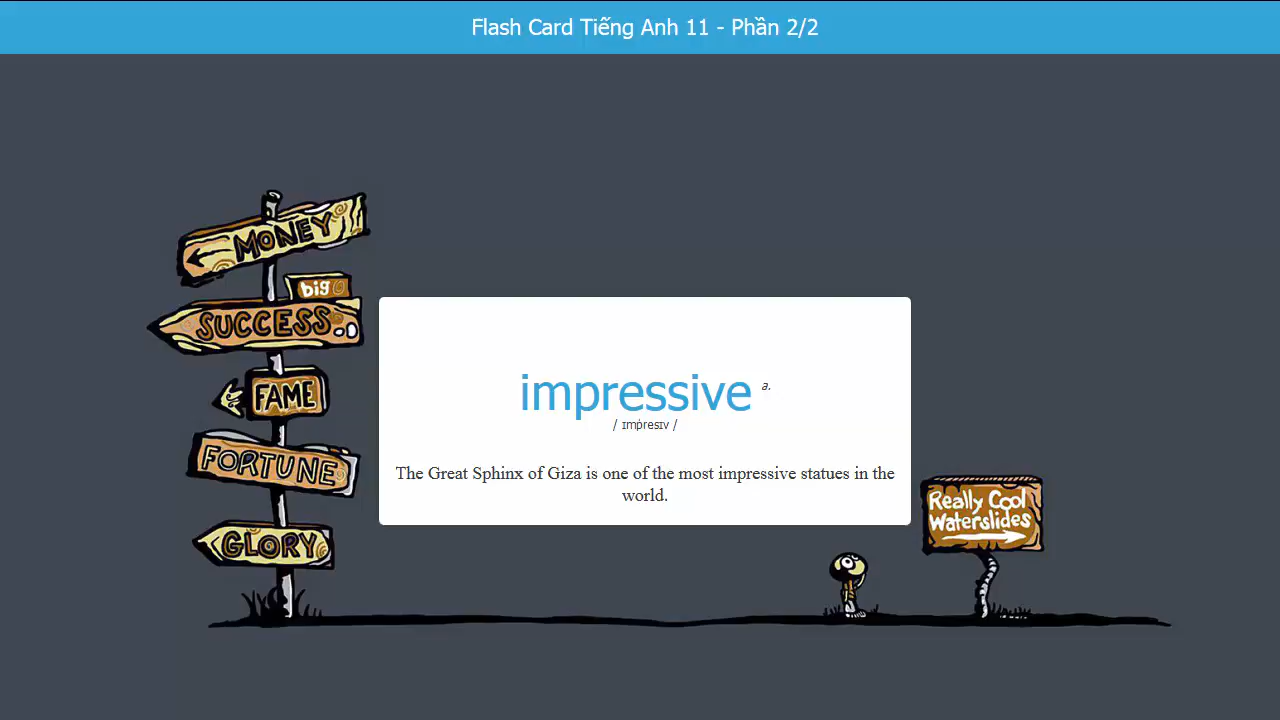 Flash Card Tiếng Anh 11 - Phần 2/2
MONEY
big
SUCCESS..
FAME
FORTUNE
GLORY
impressive a.
/ ɪmˈpresɪv /
The Great Sphinx of Giza is one of the most impressive statues in the
world.
Really Cool
Waterslides